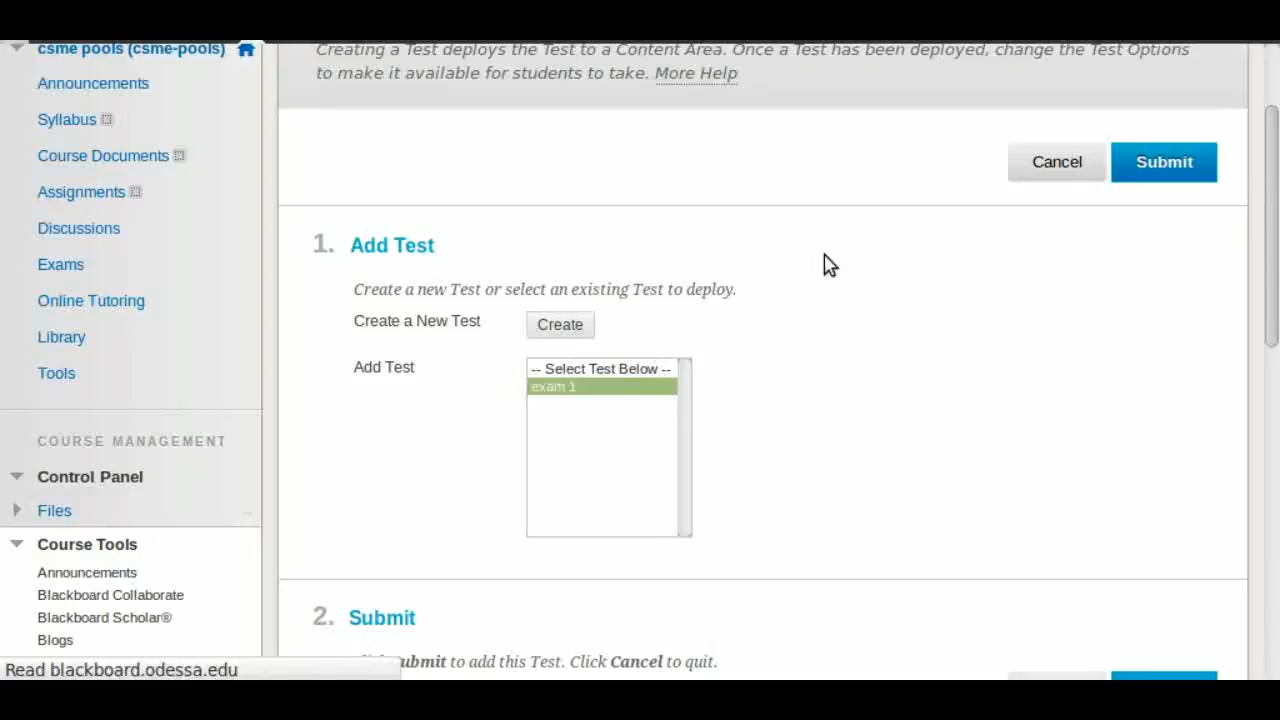 csme pools (csme-pools)
Announcements
Syllabus
Course Documents
Assignments
Discussions
Exams
Online Tutoring
Library
Tools
COURSE MANAGEMENT
Control Panel
Files
Course Tools
Announcements
Blackboard Collaborate
Blackboard Scholar®
Blogs
Read blackboard.odessa.edu
Creating a Test deploys the Test to a Content Area. Once a Test has been deployed, change the Test Options
to make it available for students to take. More Help
Cancel Submit
1. Add Test
Create a new Test or select an existing Test to deploy.
Create a New Test Create
Add Test
-- Select Test Below --
exam 1
2. Submit
ubmit to add this Test. Click Cancel to quit.